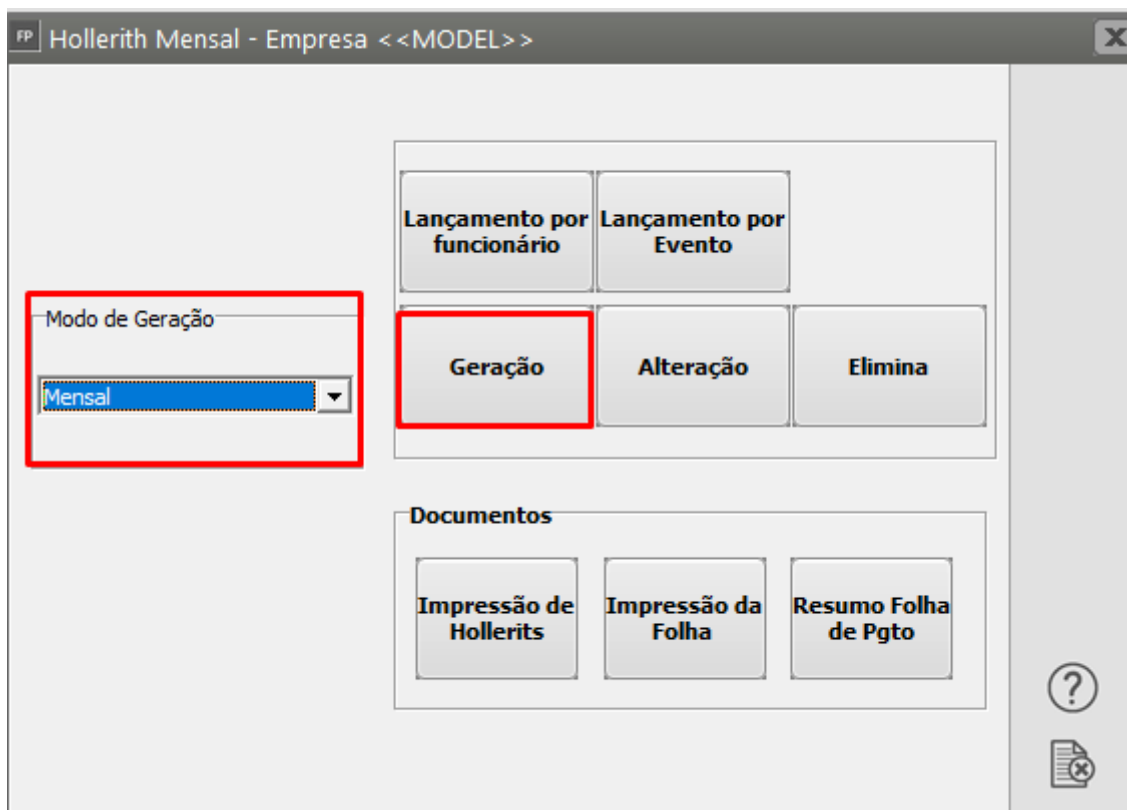 FP Hollerith Mensal - Empresa <<MODEL>>
Lançamento por
funcionário
Lançamento por
Evento
Modo de Geração
Mensal
Geração
Alteração
Elimina
Documentos
Impressão de
Hollerits
Impressão da
Folha
Resumo Folha
de Pgto
?